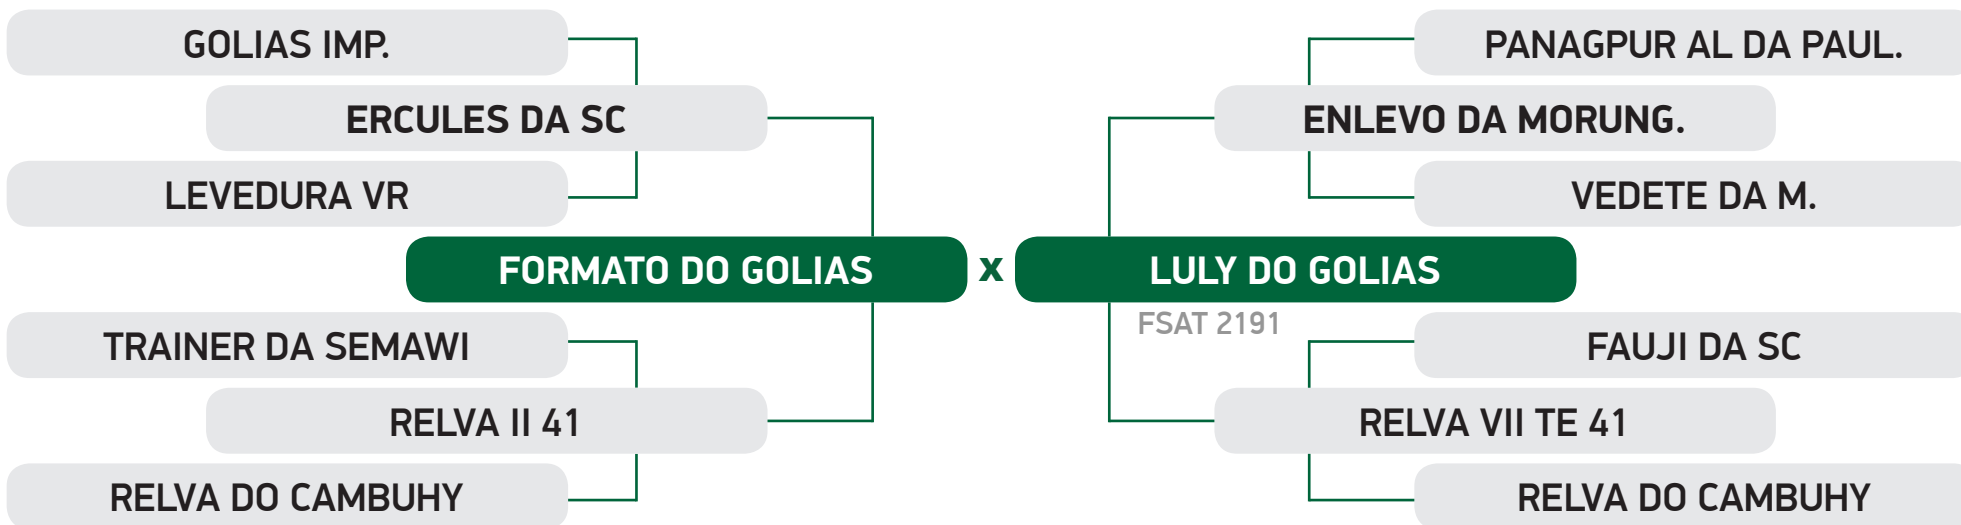 GOLIAS IMP.
PANAGPUR AL DA PAUL.
ERCULES DA SC
ENLEVO DA MORUNG.
LEVEDURA VR
VEDETE DA M.
FORMATO DO GOLIAS x LULY DO GOLIAS
FSAT 2191
TRAINER DA SEMAWI
FAUJI DA SC
RELVA II 41
RELVA VII TE 41
RELVA DO CAMBUHY
RELVA DO CAMBUHY